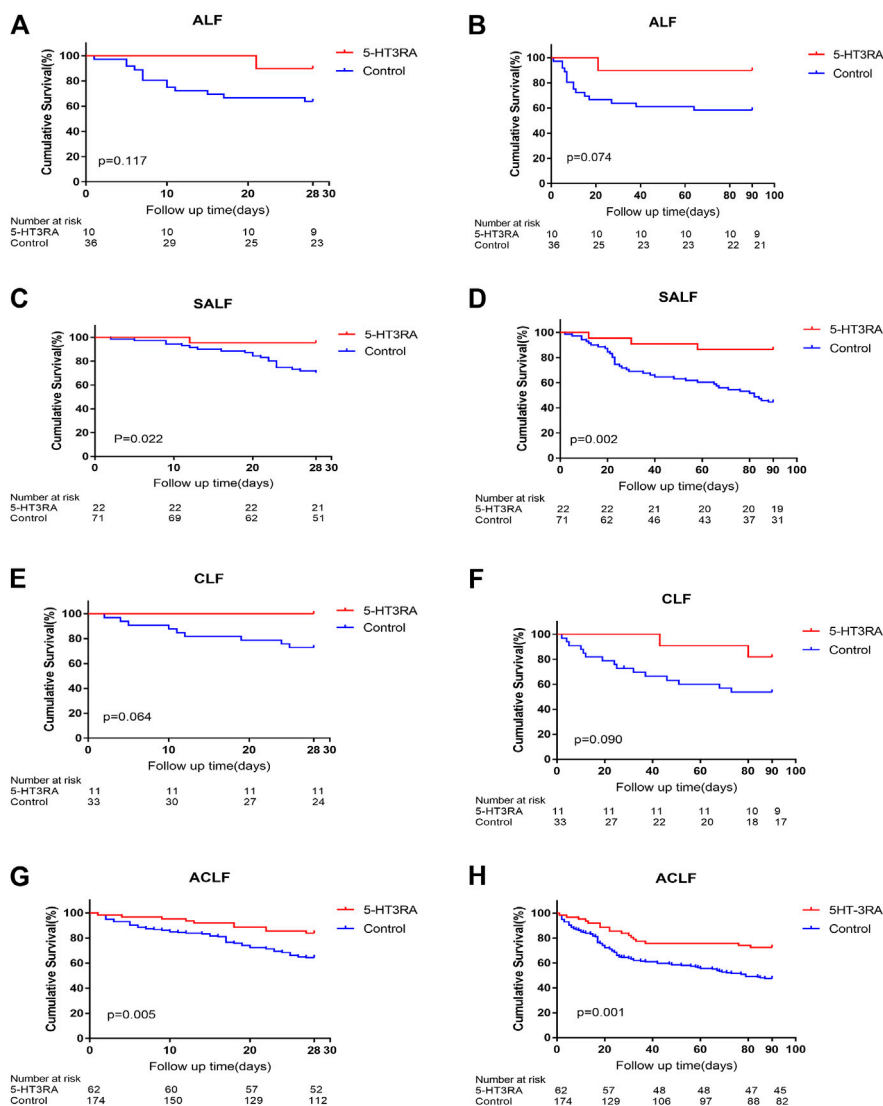 A
ALF
Cumulative Survival(%)
100
80
60
40
20
0
p=0.117
5-HT3RA
Control
0 10 20 28 30
Follow up time(days)
Number at risk
5-HT3RA 10 10 10 9
Control 36 29 25 23
B
ALF
Cumulative Survival(%)
100
80
60
40
20
0
p=0.074
5-HT3RA
Control
0 20 40 60 80 90 100
Follow up time(days)
Number at risk
5-HT3RA 10 10 10 10 10 9
Control 36 25 23 23 22 21
C
SALF
Cumulative Survival(%)
100
80
60
40
20
0
P=0.022
5-HT3RA
Control
0 10 20 28 30
Follow up time(days)
Number at risk
5-HT3RA 22 22 22 21
Control 71 69 62 51
D
SALF
Cumulative Survival(%)
100
80
60
40
20
0
p=0.002
5-HT3RA
Control
0 20 40 60 80 90 100
Follow up time(days)
Number at risk
5-HT3RA 22 22 21 20 20 19
Control 71 62 46 43 37 31
E
CLF
Cumulative Survival(%)
100
80
60
40
20
0
p=0.064
5-HT3RA
Control
0 10 20 28 30
Follow up time(days)
Number at risk
5-HT3RA 11 11 11 11
Control 33 30 27 24
F
CLF
Cumulative Survival(%)
100
80
60
40
20
0
p=0.090
5-HT3RA
Control
0 20 40 60 80 90 100
Follow up time(days)
Number at risk
5-HT3RA 11 11 11 11 10 9
Control 33 27 22 20 18 17
G
ACLF
Cumulative Survival(%)
100
80
60
40
20
0
p=0.005
5-HT3RA
Control
0 10 20 28 30
Follow up time(days)
Number at risk
5-HT3RA 62 60 57 52
Control 174 150 129 112
H
ACLF
Cumulative Survival(%)
100
80
60
40
20
0
p=0.001
5HT-3RA
Control
0 20 40 60 80 90 100
Follow up time(days)
Number at risk
5-HT3RA 62 57 48 48 47 45
Control 174 129 106 97 88 82